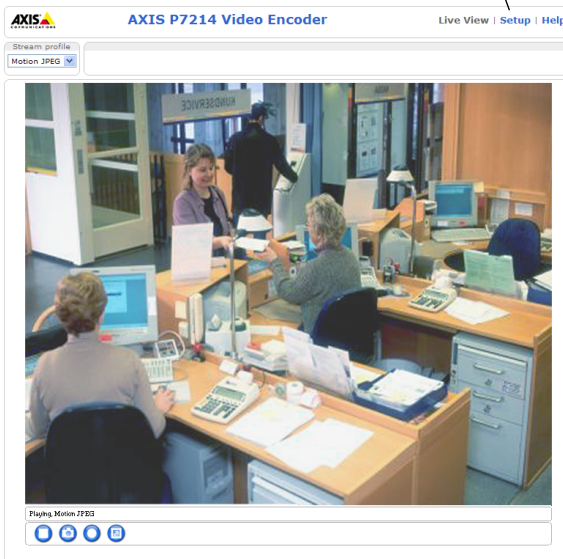 AXIS
COMMUNICATIONS
AXIS P7214 Video Encoder
Live View | Setup | Help
Stream profile
Motion JPEG
KUNDSERVICE
Playing, Motion JPEG